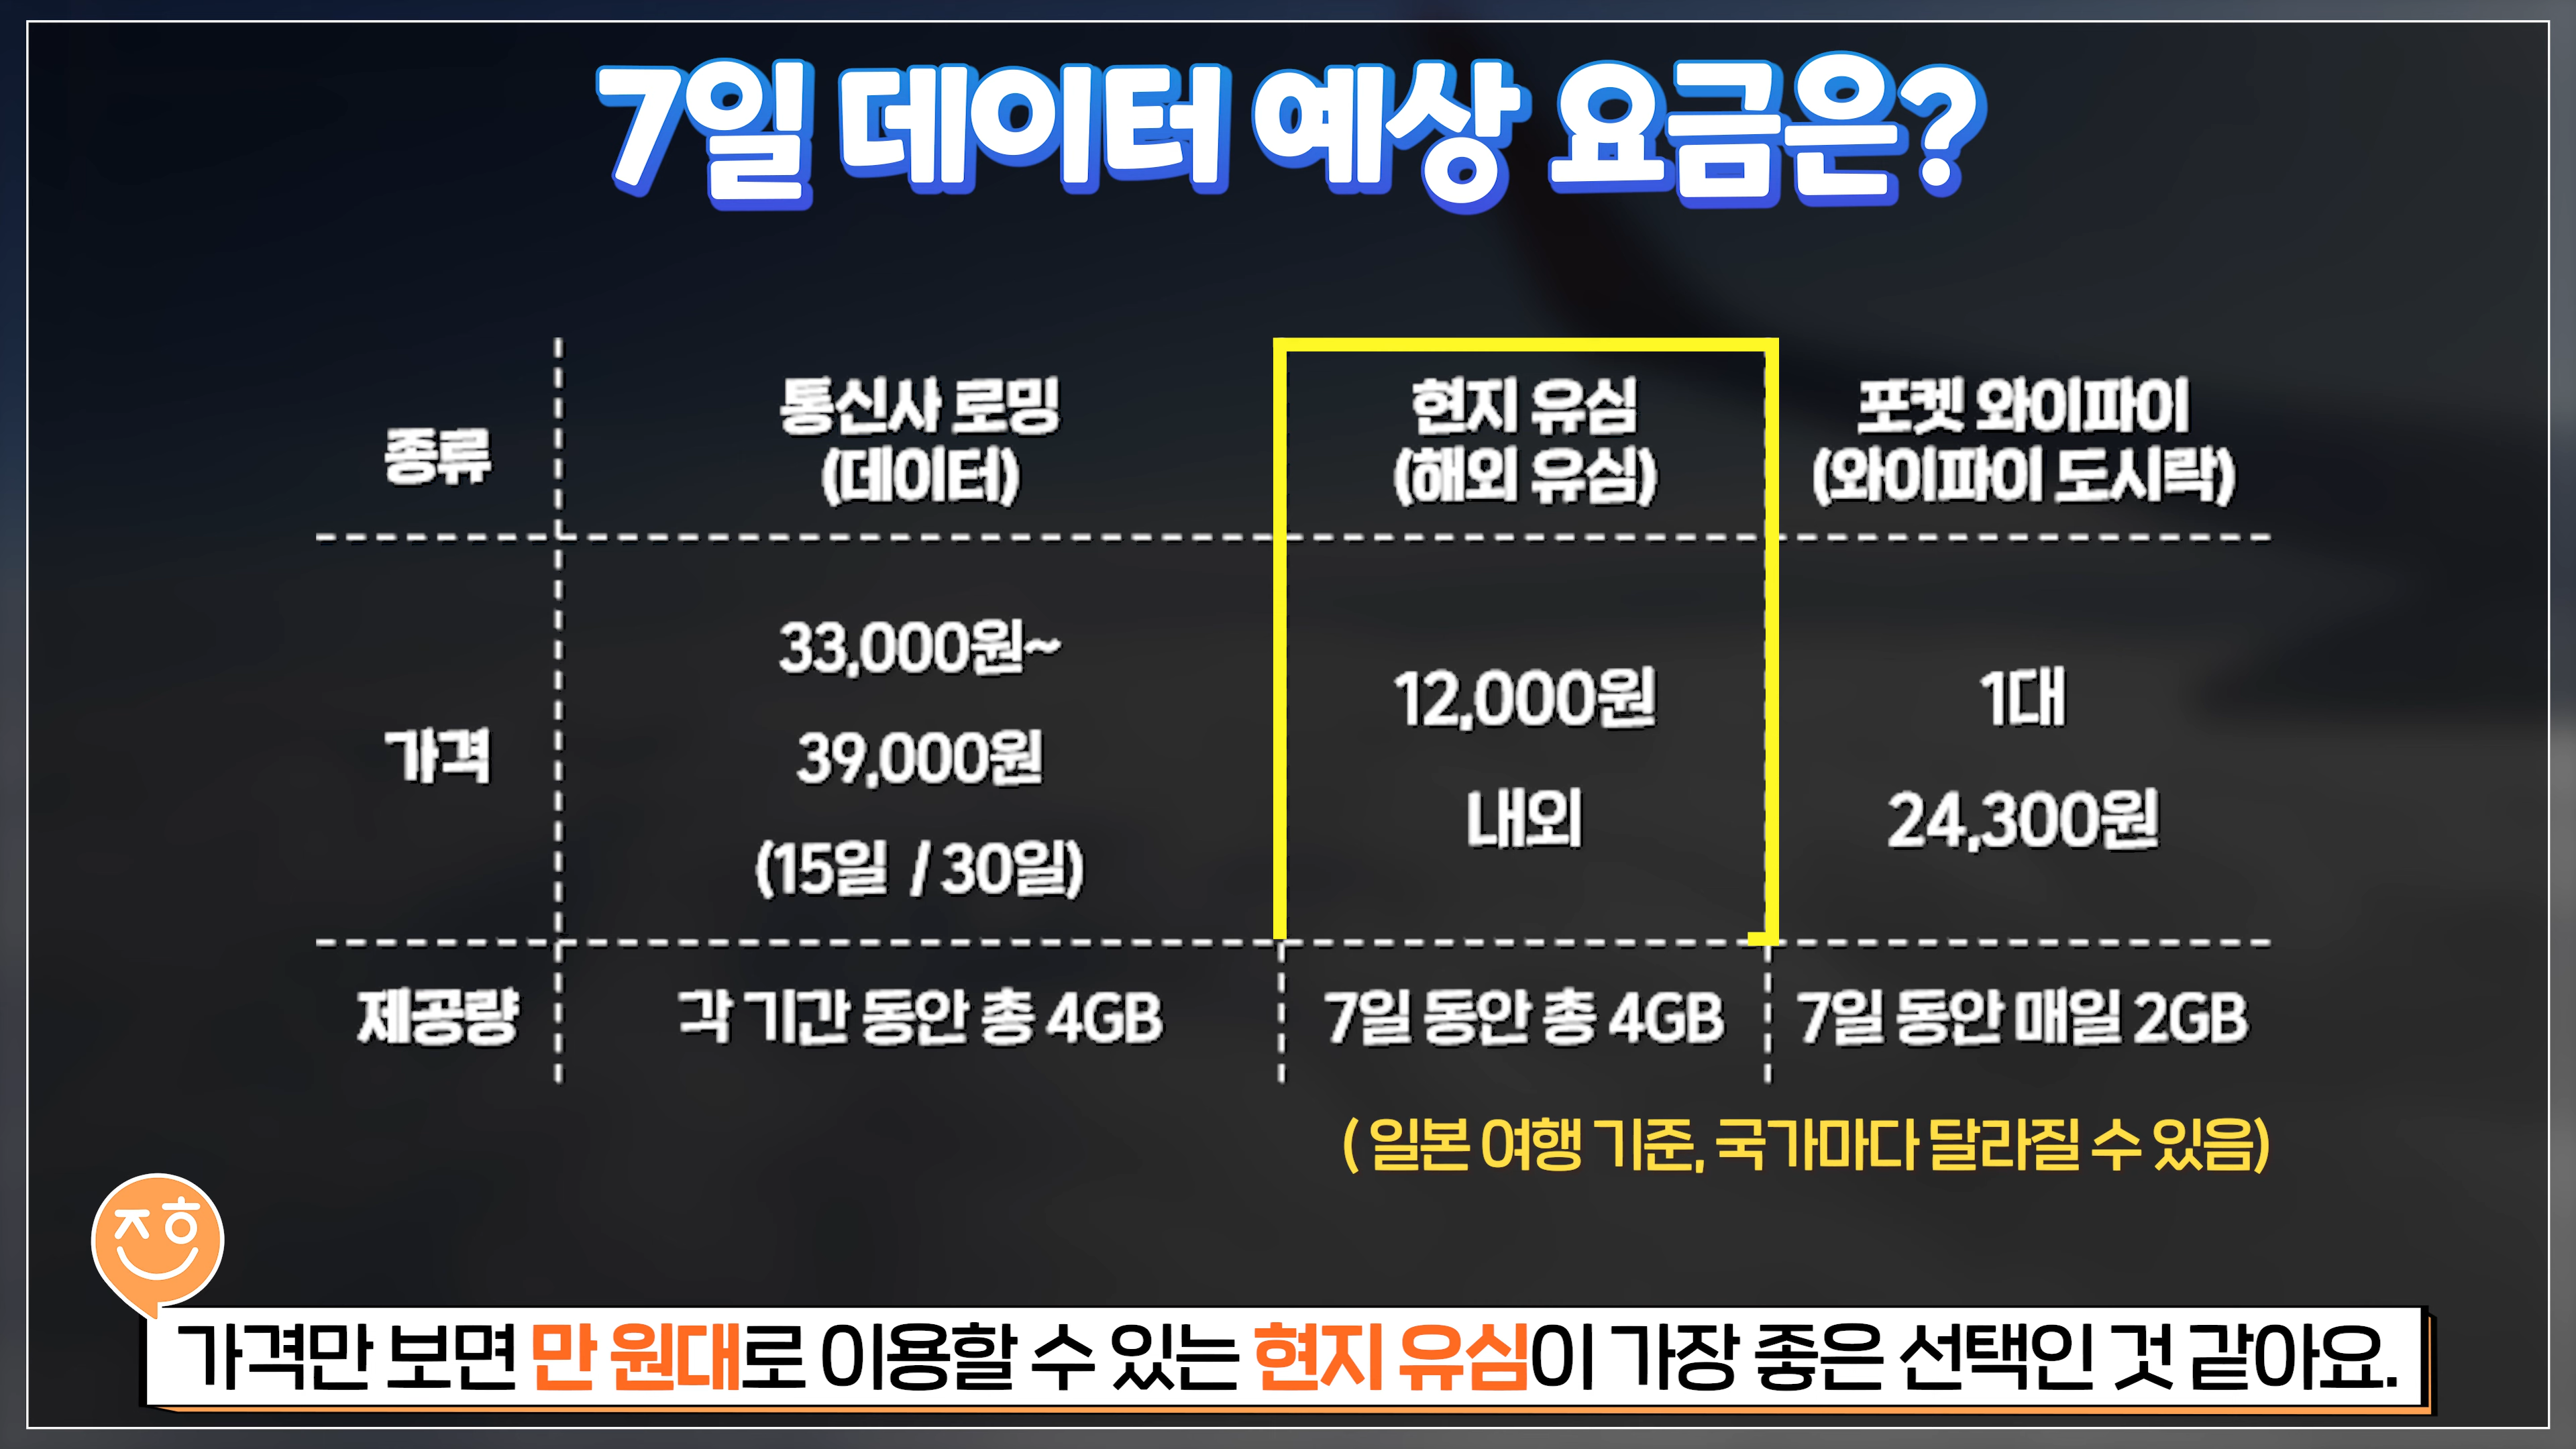 7일 데이터 예상 요금은?
종류
통신사 로밍
(데이터)
현지 유심
(해외 유심)
포켓 와이파이
(와이파이 도시락)
가격
33,000원~
39,000원
(15일 / 30일)
12,000원
내외
1대
24,300원
제공량
각 기간 동안 총 4GB
7일 동안 총 4GB
7일 동안 매일 2GB
( 일본 여행 기준, 국가마다 달라질 수 있음)
ㅈㅎ
가격만 보면 만 원대로 이용할 수 있는 현지 유심이 가장 좋은 선택인 것 같아요.